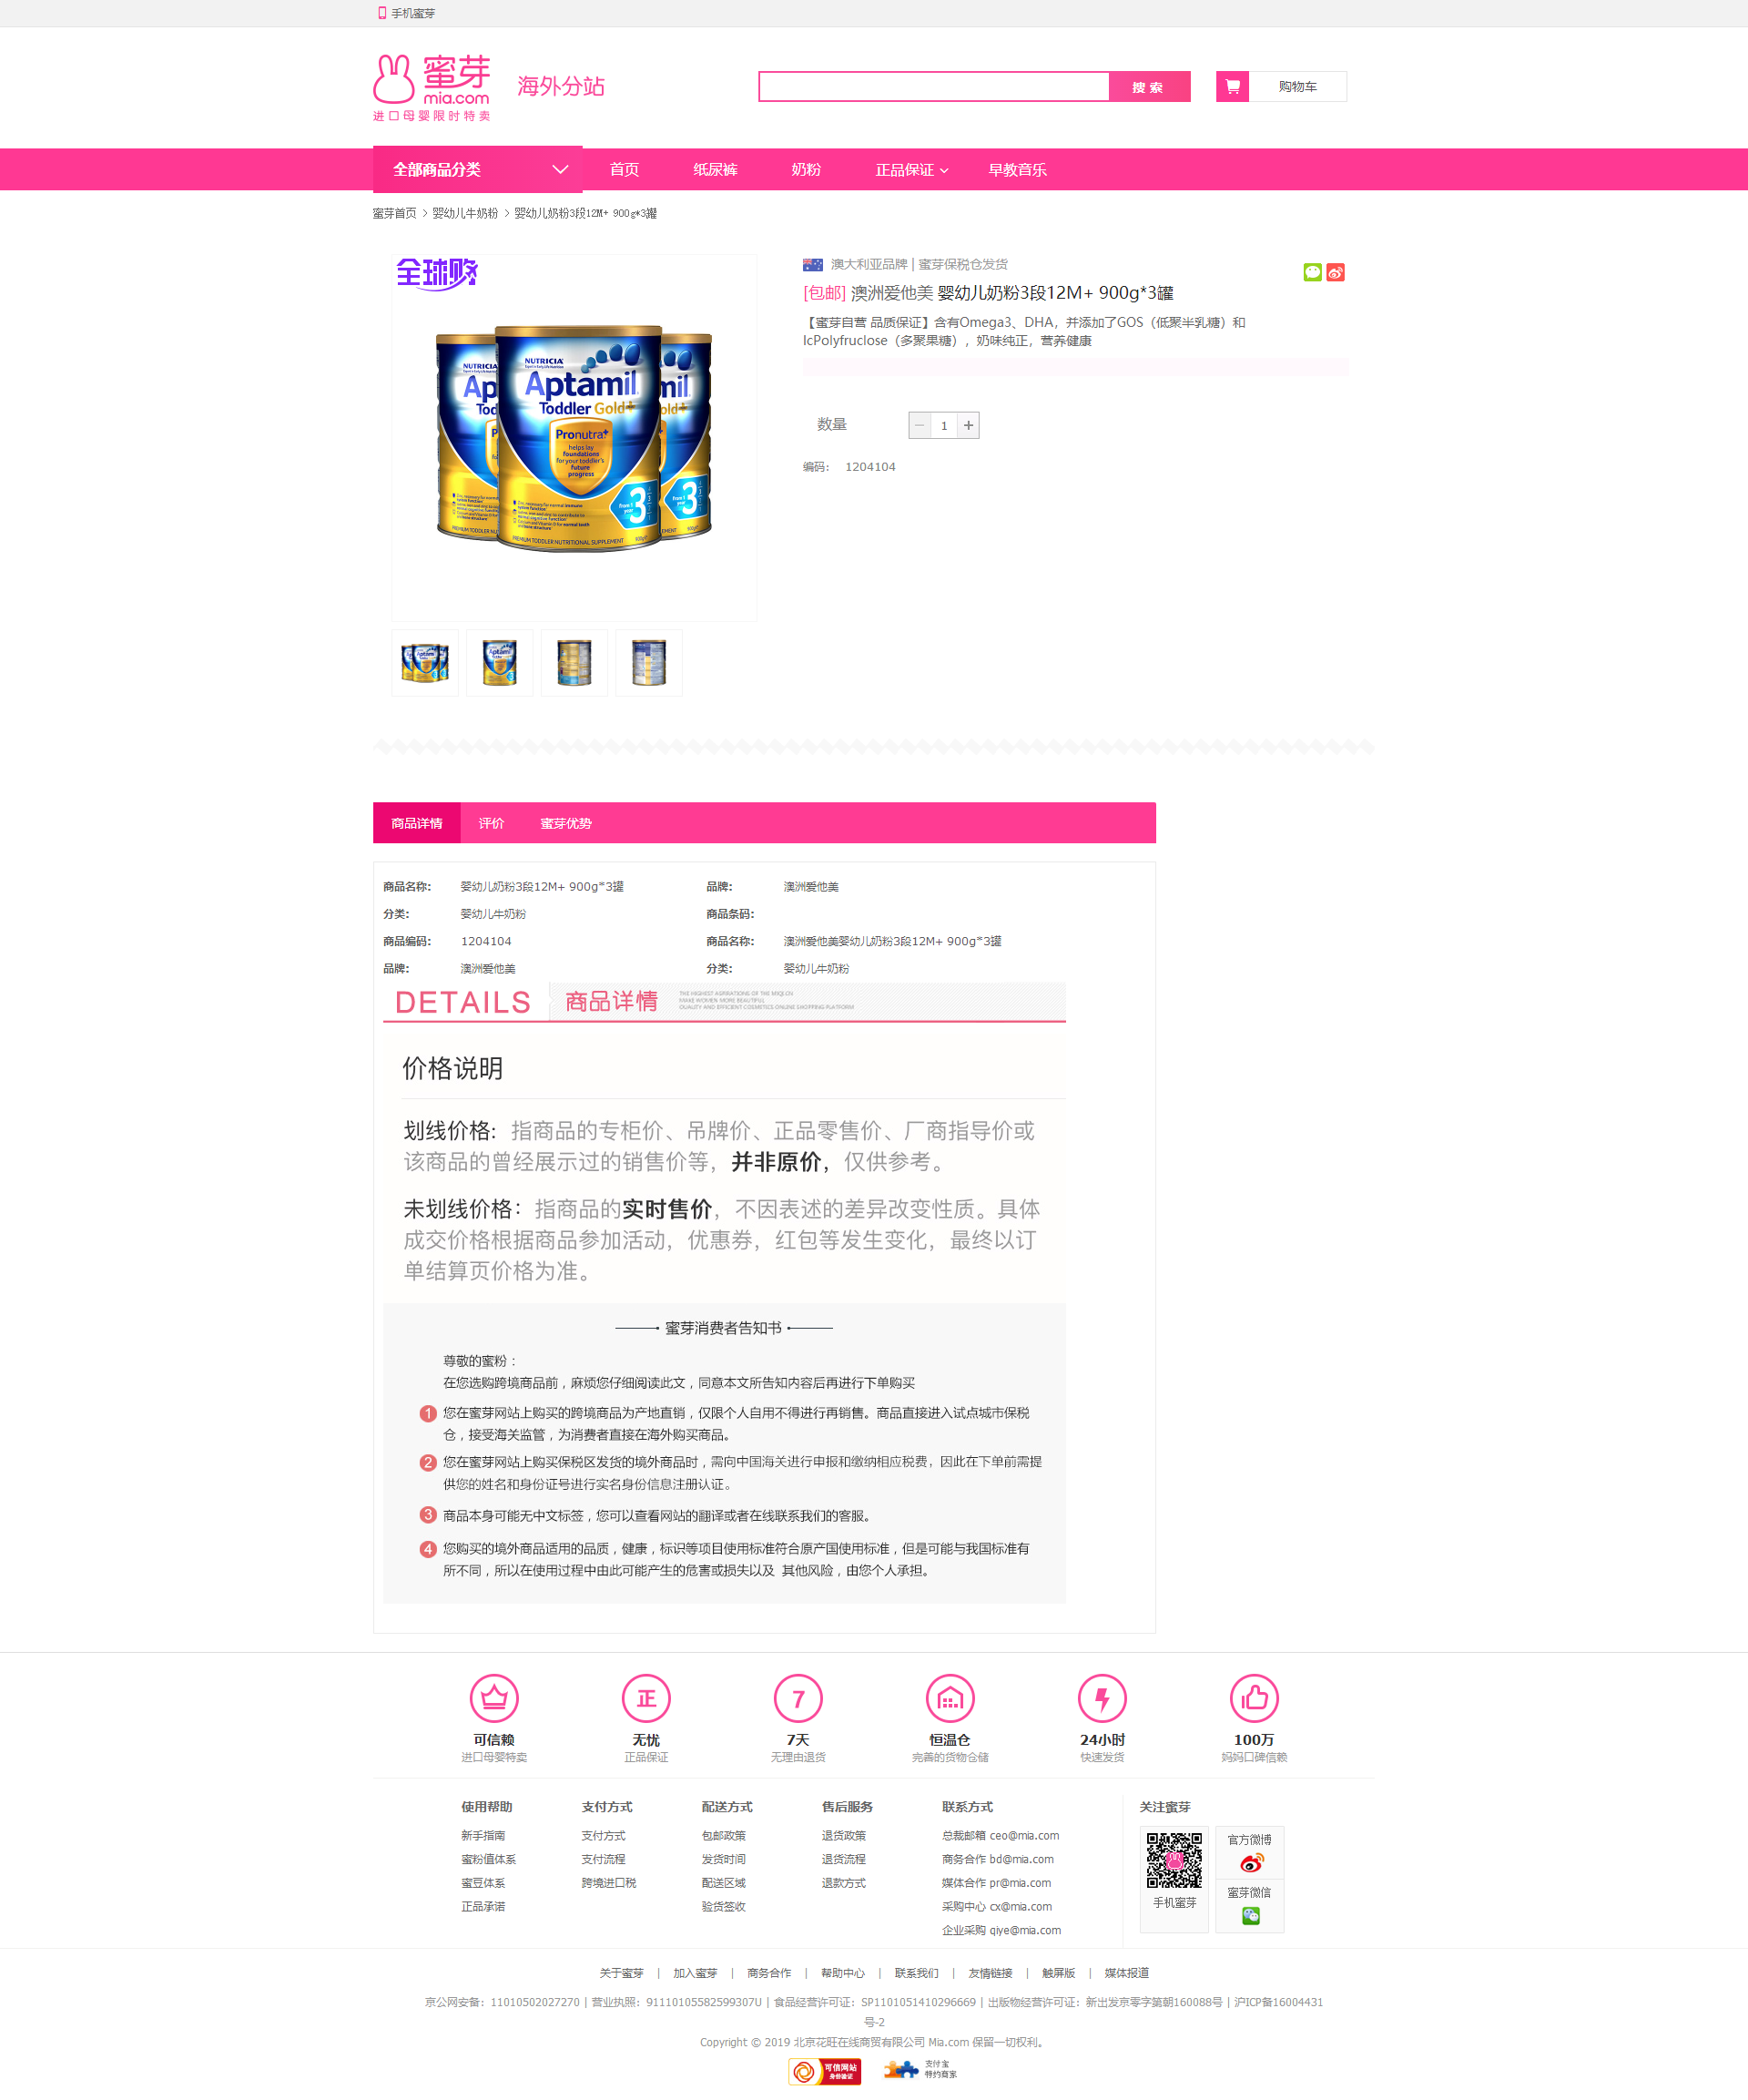 手机蜜芽
蜜芽
mia.com
进口母婴限时特卖
海外分站
搜索
购物车
全部商品分类
首页
纸尿裤
奶粉
正品保证
早教音乐
蜜芽首页 > 婴幼儿牛奶粉 > 婴幼儿奶粉3段12M+ 900g*3罐
全球购
澳大利亚品牌 | 蜜芽保税仓发货
[包邮] 澳洲爱他美 婴幼儿奶粉3段12M+ 900g*3罐
【蜜芽自营 品质保证】含有Omega3、DHA，并添加了GOS（低聚半乳糖）和
lcPolyfruclose（多聚果糖），奶味纯正，营养健康
NUTRICIA
Aptamil
Toddler Gold+
Pronutra+
helps lay
foundations
for your toddler's
future
progress
From 1 year
3
PREMIUM TODDLER NUTRITIONAL SUPPLEMENT 900g
数量
1
编码： 1204104
商品详情
评价
蜜芽优势
商品名称： 婴幼儿奶粉3段12M+ 900g*3罐
品牌： 澳洲爱他美
分类： 婴幼儿牛奶粉
商品条码：
商品编码： 1204104
商品名称： 澳洲爱他美婴幼儿奶粉3段12M+ 900g*3罐
品牌： 澳洲爱他美
分类： 婴幼儿牛奶粉
DETAILS 商品详情
MAKE WOMEN MORE BEAUTIFUL
QUALITY AND EFFICIENT COSMETICS ONLINE SHOPPING PLATFORM
价格说明
划线价格：指商品的专柜价、吊牌价、正品零售价、厂商指导价或
该商品的曾经展示过的销售价等，并非原价，仅供参考。
未划线价格：指商品的实时售价，不因表述的差异改变性质。具体
成交价格根据商品参加活动，优惠券，红包等发生变化，最终以订
单结算页价格为准。
蜜芽消费者告知书
尊敬的蜜粉：
在您选购跨境商品前，麻烦您仔细阅读此文，同意本文所告知内容后再进行下单购买
1 您在蜜芽网站上购买的跨境商品为产地直销，仅限个人自用不得进行再销售。商品直接进入试点城市保税
仓，接受海关监管，为消费者直接在海外购买商品。
2 您在蜜芽网站上购买保税区发货的境外商品时，需向中国海关进行申报和缴纳相应税费，因此在下单前需提
供您的姓名和身份证号进行实名身份信息注册认证。
3 商品本身可能无中文标签，您可以查看网站的翻译或者在线联系我们的客服。
4 您购买的境外商品适用的品质，健康，标识等项目使用标准符合原产国使用标准，但是可能与我国标准有
所不同，所以在使用过程中由此可能产生的危害或损失以及 其他风险，由您个人承担。
正
7
可信赖
进口母婴特卖
无忧
正品保证
7天
无理由退货
恒温仓
完善的货物仓储
24小时
快速发货
100万
妈妈口碑信赖
使用帮助
新手指南
蜜粉值体系
蜜豆体系
正品承诺
支付方式
支付方式
支付流程
跨境进口税
配送方式
包邮政策
发货时间
配送区域
验货签收
售后服务
退货政策
退货流程
退款方式
联系方式
总裁邮箱 ceo@mia.com
商务合作 bd@mia.com
媒体合作 pr@mia.com
采购中心 cx@mia.com
企业采购 qiye@mia.com
关注蜜芽
手机蜜芽
官方微博
蜜芽微信
关于蜜芽 | 加入蜜芽 | 商务合作 | 帮助中心 | 联系我们 | 友情链接 | 触屏版 | 媒体报道
京公网安备：11010502027270 | 营业执照：91110105582599307U | 食品经营许可证：SP1101051410296669 | 出版物经营许可证：新出发京零字第朝160088号 | 沪ICP备16004431
号-2
Copyright © 2019 北京花旺在线商贸有限公司 Mia.com 保留一切权利。
可信网站
身份验证
支付宝
特约商家